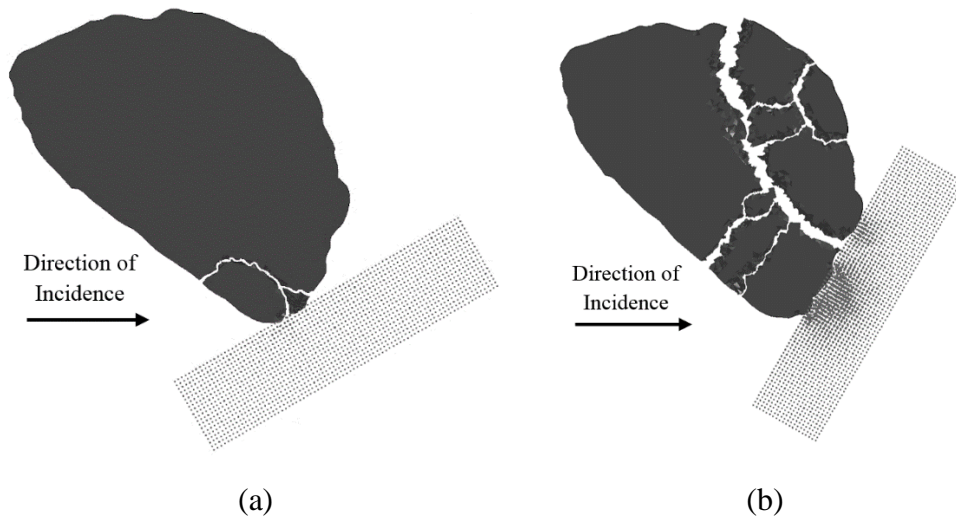 Direction of
Incidence
Direction of
Incidence
(a)
(b)